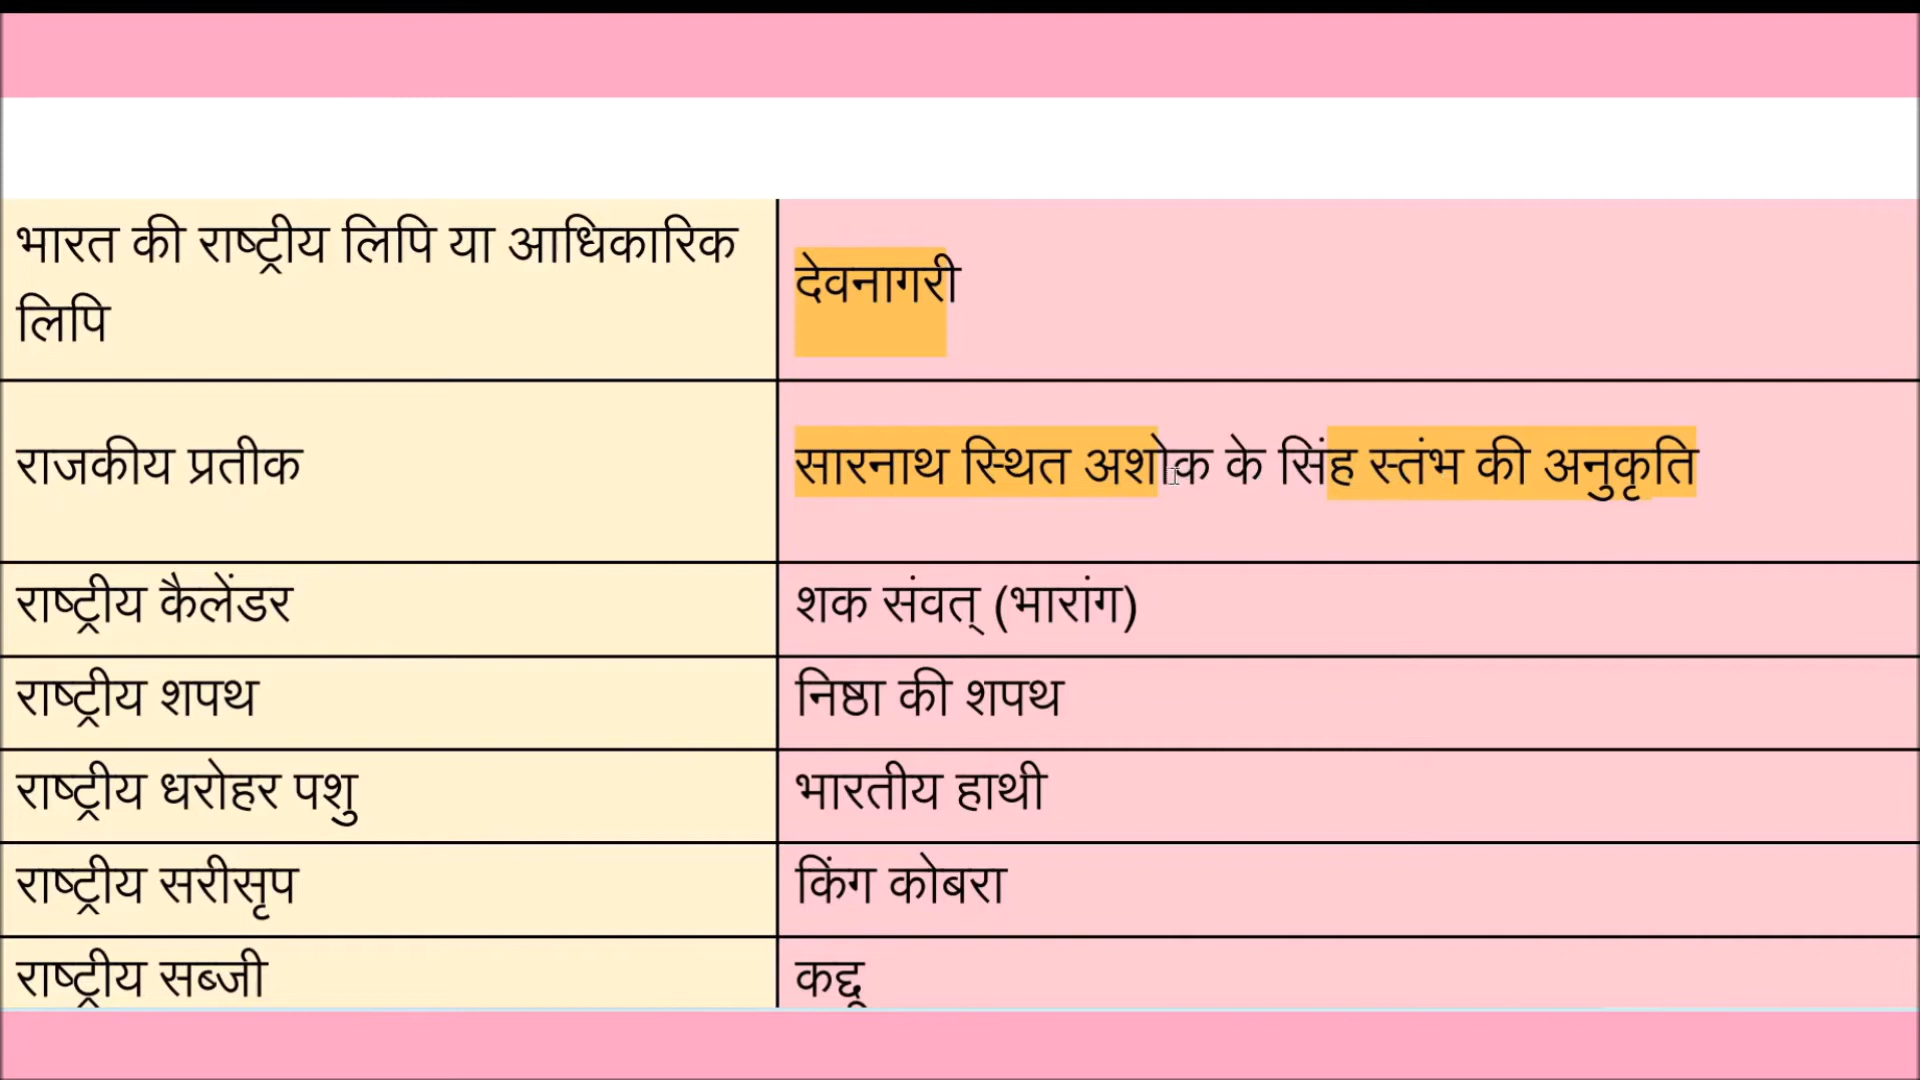 भारत की राष्ट्रीय लिपि या आधिकारिक
लिपि
देवनागरी
राजकीय प्रतीक
सारनाथ स्थित अशोक के सिंह स्तंभ की अनुकृति
राष्ट्रीय कैलेंडर
शक संवत् (भारांग)
राष्ट्रीय शपथ
निष्ठा की शपथ
राष्ट्रीय धरोहर पशु
भारतीय हाथी
राष्ट्रीय सरीसृप
किंग कोबरा
राष्ट्रीय सब्जी
कद्दू